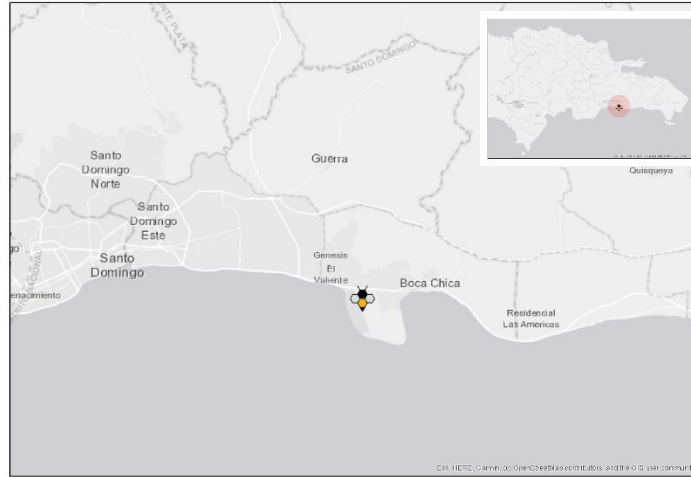 SANTO DOMINGO
Santo
Domingo
Norte
Guerra
Quisqueya
Santo
Domingo
Este
Santo
Domingo
Genesis
El
Valiente
Boca Chica
Residencial
Las Americas
Esri, HERE, Garmin, (c) OpenStreetMap contributors, and the GIS user communit